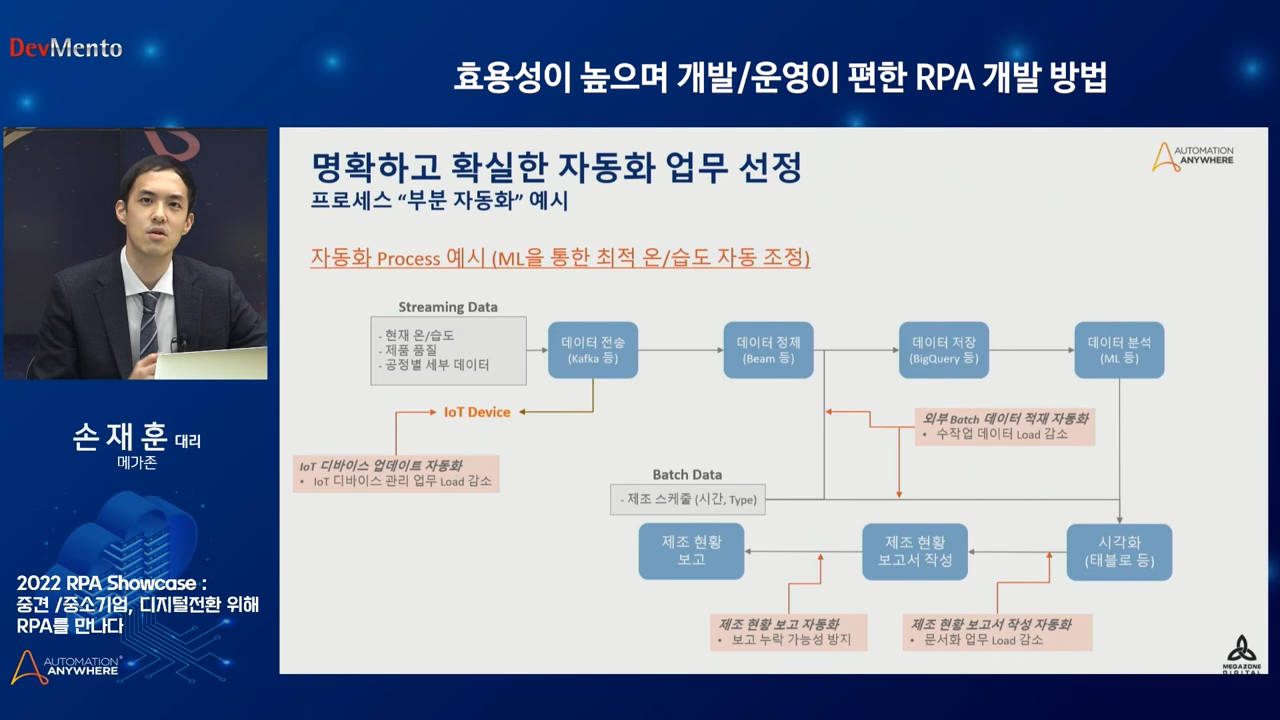 DevMento
효용성이 높으며 개발/운영이 편한 RPA 개발 방법
명확하고 확실한 자동화 업무 선정
프로세스 “부분 자동화” 예시
AUTOMATION
ANYWHERE
자동화 Process 예시 (ML을 통한 최적 온/습도 자동 조정)
Streaming Data
- 현재 온/습도
- 제품 품질
- 공정별 세부 데이터
데이터 전송
(Kafka 등)
데이터 정제
(Beam 등)
데이터 저장
(BigQuery 등)
데이터 분석
(ML 등)
IoT Device
외부 Batch 데이터 적재 자동화
• 수작업 데이터 Load 감소
IoT 디바이스 업데이트 자동화
• IoT 디바이스 관리 업무 Load 감소
Batch Data
- 제조 스케줄 (시간, Type)
제조 현황
보고
제조 현황
보고서 작성
시각화
(태블로 등)
제조 현황 보고 자동화
• 보고 누락 가능성 방지
제조 현황 보고서 작성 자동화
• 문서화 업무 Load 감소
MEGAZONE
DIGITAL
손재훈 대리
메가존
2022 RPA Showcase :
중견 /중소기업, 디지털전환 위해
RPA를 만나다
AUTOMATION
ANYWHERE